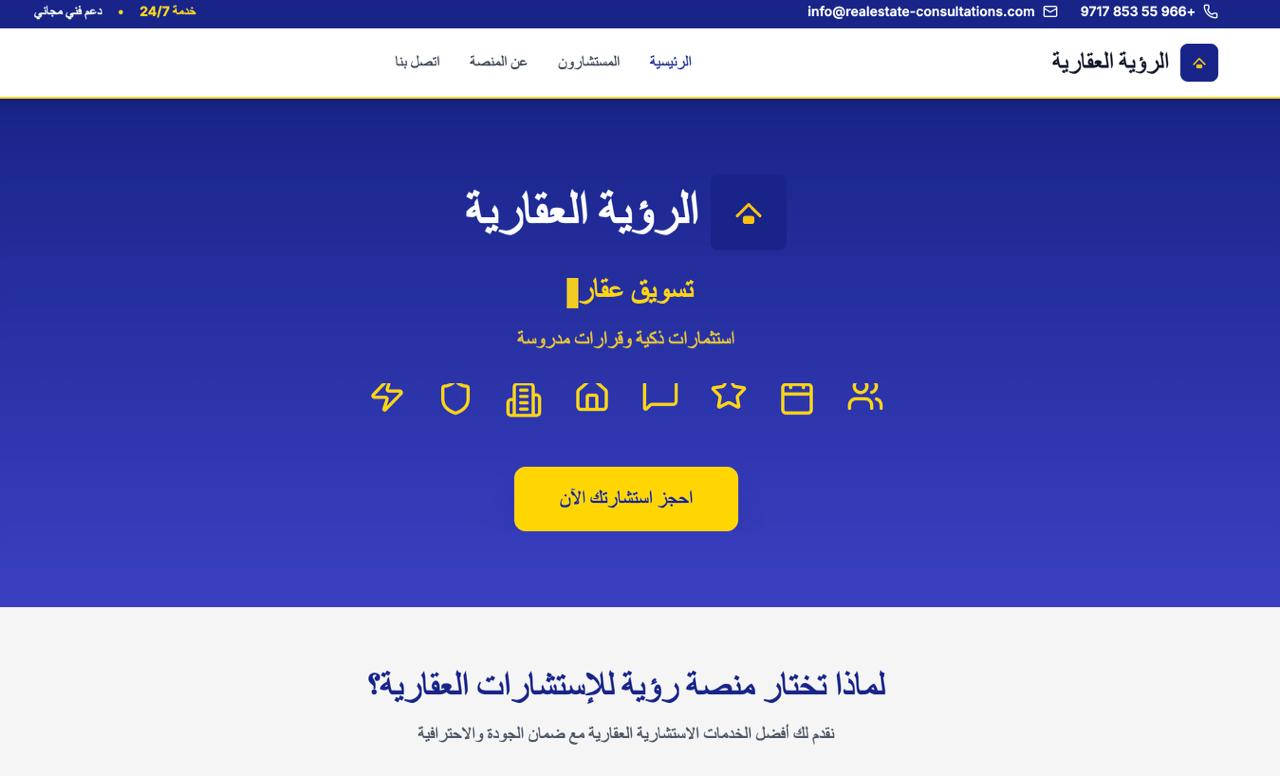 +966 55 853 9717 info@realestate-consultations.com خدمة 24/7 • دعم فني مجاني
الرؤية العقارية الرئيسية المستشارون عن المنصة اتصل بنا
الرؤية العقارية
تسويق عقار
استثمارات ذكية وقرارات مدروسة
احجز استشارتك الآن
لماذا تختار منصة رؤية للإستشارات العقارية؟
نقدم لك أفضل الخدمات الاستشارية العقارية مع ضمان الجودة والاحترافية